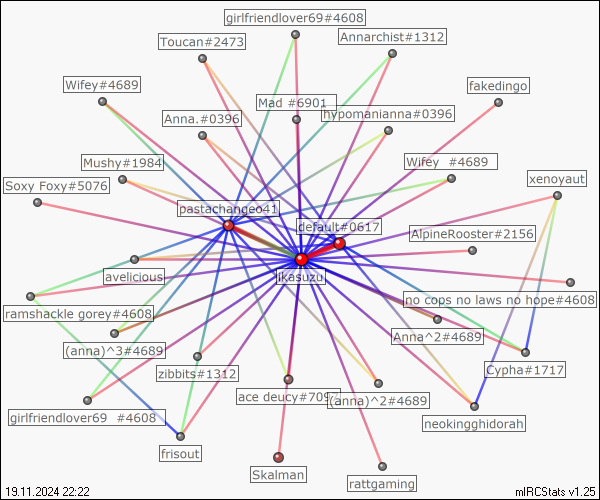 girlfriendlover69#4608
Annarchist#1312
Toucan#2473
Wifey#4689
fakedingo
Mad #6901
hypomanianna#0396
Anna.#0396
Mushy#1984
Wifey #4689
xenoyaut
Soxy Foxy#5076
pastachange041
default#0617
AlpineRooster#2156
avelicious
ikasuzu
no cops no laws no hope#4608
ramshackle gorey#4608
Anna^2#4689
(anna)^3#4689
Cypha#1717
zibbits#1312
ace deucy#709
(anna)^2#4689
girlfriendlover69 #4608
neokingghidorah
frisout
Skalman
rattgaming
19.11.2024 22:22
mIRCStats v1.25